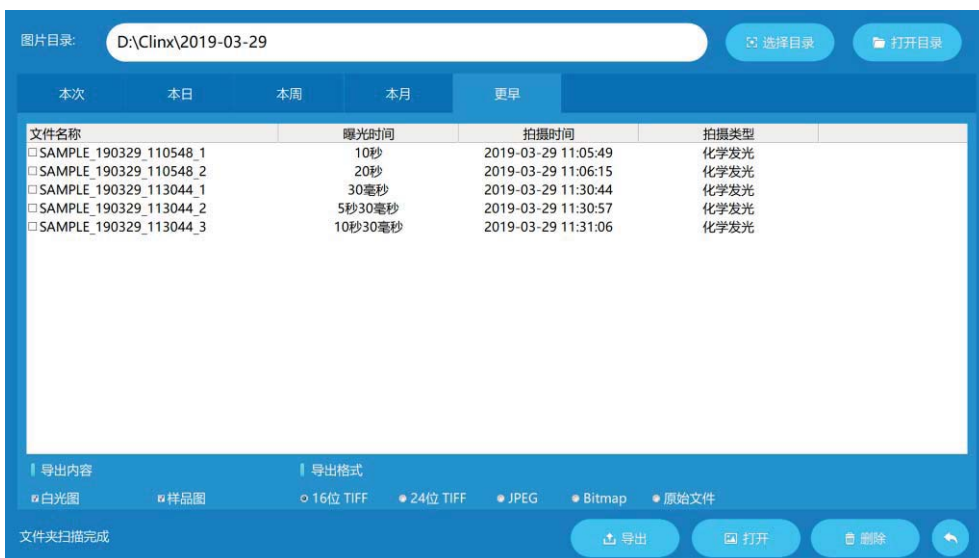 图片目录: D:\Clinx\2019-03-29 选择目录 打开目录
本次 本日 本周 本月 更早
文件名称 曝光时间 拍摄时间 拍摄类型
SAMPLE_190329_110548_1 10秒 2019-03-29 11:05:49 化学发光
SAMPLE_190329_110548_2 20秒 2019-03-29 11:06:15 化学发光
SAMPLE_190329_113044_1 30毫秒 2019-03-29 11:30:44 化学发光
SAMPLE_190329_113044_2 5秒30毫秒 2019-03-29 11:30:57 化学发光
SAMPLE_190329_113044_3 10秒30毫秒 2019-03-29 11:31:06 化学发光
导出内容 导出格式
白光图 样品图 16位 TIFF 24位 TIFF JPEG Bitmap 原始文件
文件夹扫描完成 导出 打开 删除